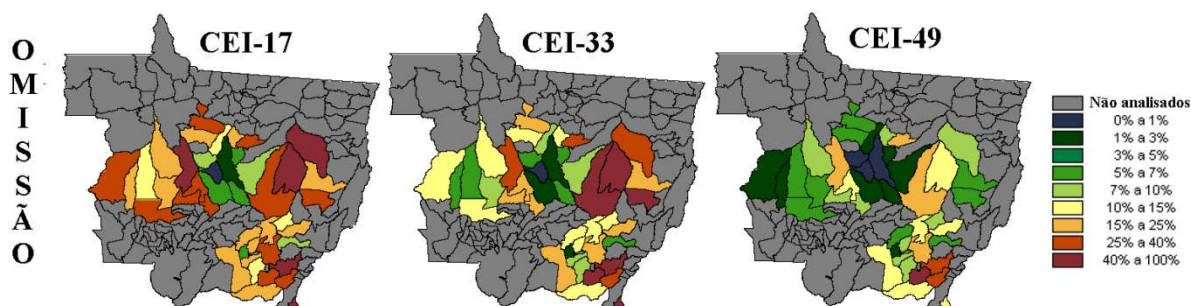 OMISSÃO
CEI-17
CEI-33
CEI-49
Não analisados
0% a 1%
1% a 3%
3% a 5%
5% a 7%
7% a 10%
10% a 15%
15% a 25%
25% a 40%
40% a 100%